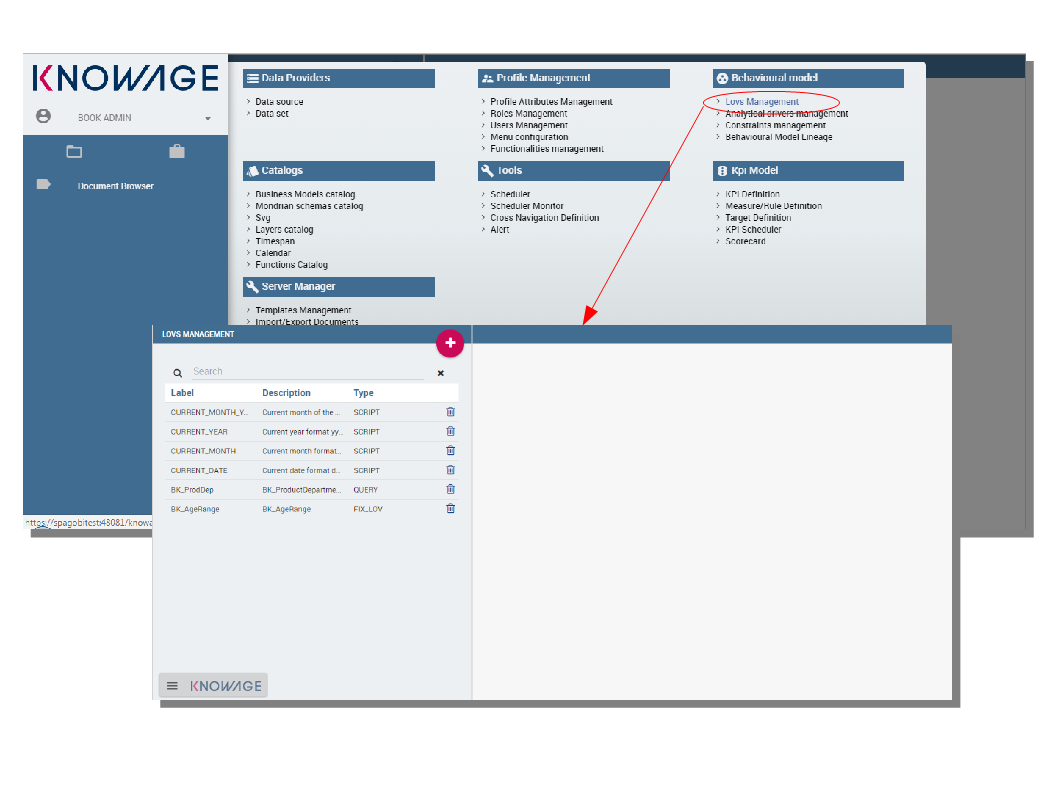 KNOWAGE
BOOK ADMIN
Document Browser
Data Providers
> Data source
> Data set
Profile Management
> Profile Attributes Management
> Roles Management
> Users Management
> Menu configuration
> Functionalities management
Behavioural model
> Lovs Management
> Analytical drivers management
> Constraints management
> Behavioural Model Lineage
Catalogs
> Business Models catalog
> Mondrian schemas catalog
> Svg
> Layers catalog
> Timespan
> Calendar
> Functions Catalog
Tools
> Scheduler
> Scheduler Monitor
> Cross Navigation Definition
> Alert
Kpi Model
> KPI Definition
> Measure/Rule Definition
> Target Definition
> KPI Scheduler
> Scorecard
Server Manager
> Templates Management
> Import/Export Documents
https://spagobitest:48081/knowa
LOVS MANAGEMENT
Search
Label Description Type
CURRENT_MONTH_Y... Current month of the ... SCRIPT
CURRENT_YEAR Current year format yy... SCRIPT
CURRENT_MONTH Current month format... SCRIPT
CURRENT_DATE Current date format d... SCRIPT
BK_ProdDep BK_ProductDepartme... QUERY
BK_AgeRange BK_AgeRange FIX_LOV
KNOWAGE